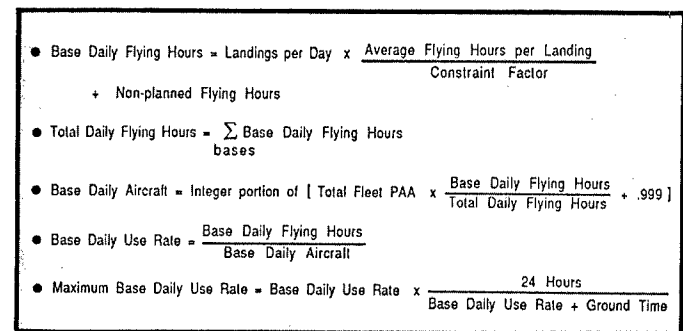 ● Base Daily Flying Hours = Landings per Day x Average Flying Hours per Landing / Constraint Factor
+ Non-planned Flying Hours
● Total Daily Flying Hours = Σ Base Daily Flying Hours
bases
● Base Daily Aircraft = Integer portion of [ Total Fleet PAA x Base Daily Flying Hours / Total Daily Flying Hours + .999 ]
● Base Daily Use Rate = Base Daily Flying Hours / Base Daily Aircraft
● Maximum Base Daily Use Rate = Base Daily Use Rate x 24 Hours / Base Daily Use Rate + Ground Time